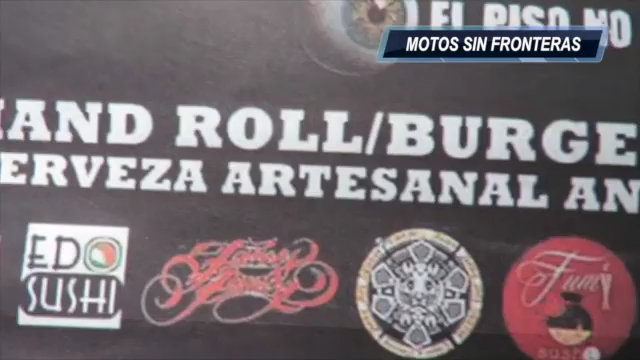 EL PISO NO
MOTOS SIN FRONTERAS
HAND ROLL/BURGE
ERVEZA ARTESANAL AN
EDO
SUSHI
Fumi